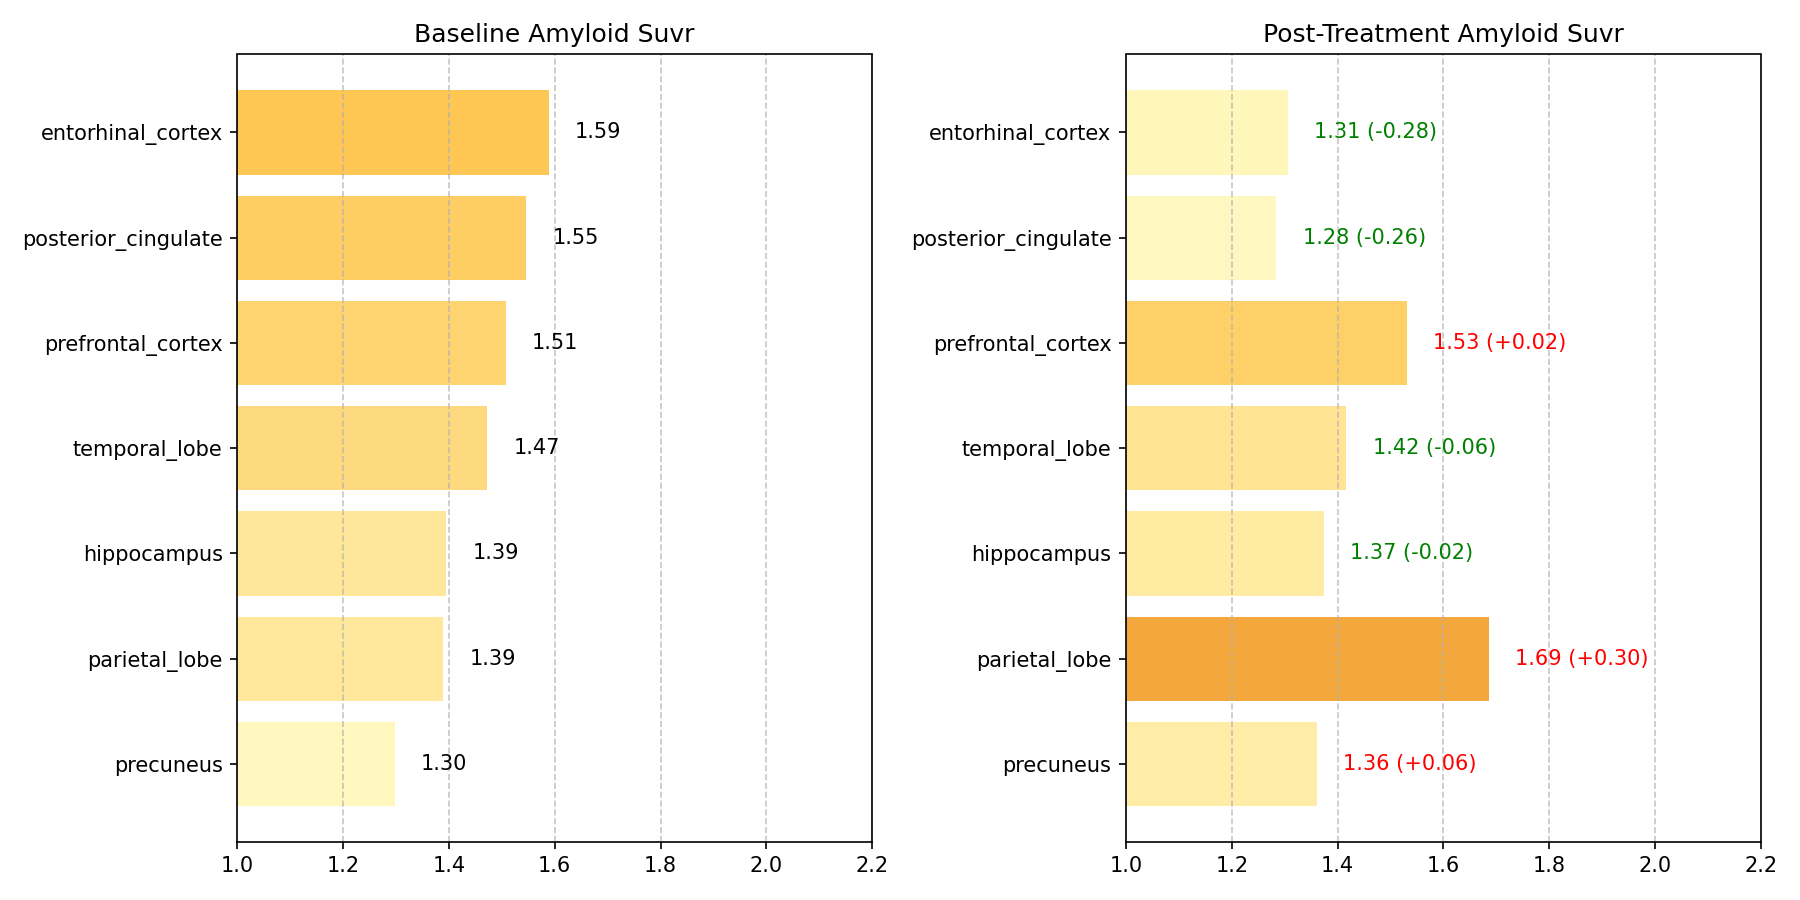 Baseline Amyloid Suvr
entorhinal_cortex
1.59
posterior_cingulate
1.55
prefrontal_cortex
1.51
temporal_lobe
1.47
hippocampus
1.39
parietal_lobe
1.39
precuneus
1.30
1.0 1.2 1.4 1.6 1.8 2.0 2.2
Post-Treatment Amyloid Suvr
entorhinal_cortex
1.31 (-0.28)
posterior_cingulate
1.28 (-0.26)
prefrontal_cortex
1.53 (+0.02)
temporal_lobe
1.42 (-0.06)
hippocampus
1.37 (-0.02)
parietal_lobe
1.69 (+0.30)
precuneus
1.36 (+0.06)
1.0 1.2 1.4 1.6 1.8 2.0 2.2